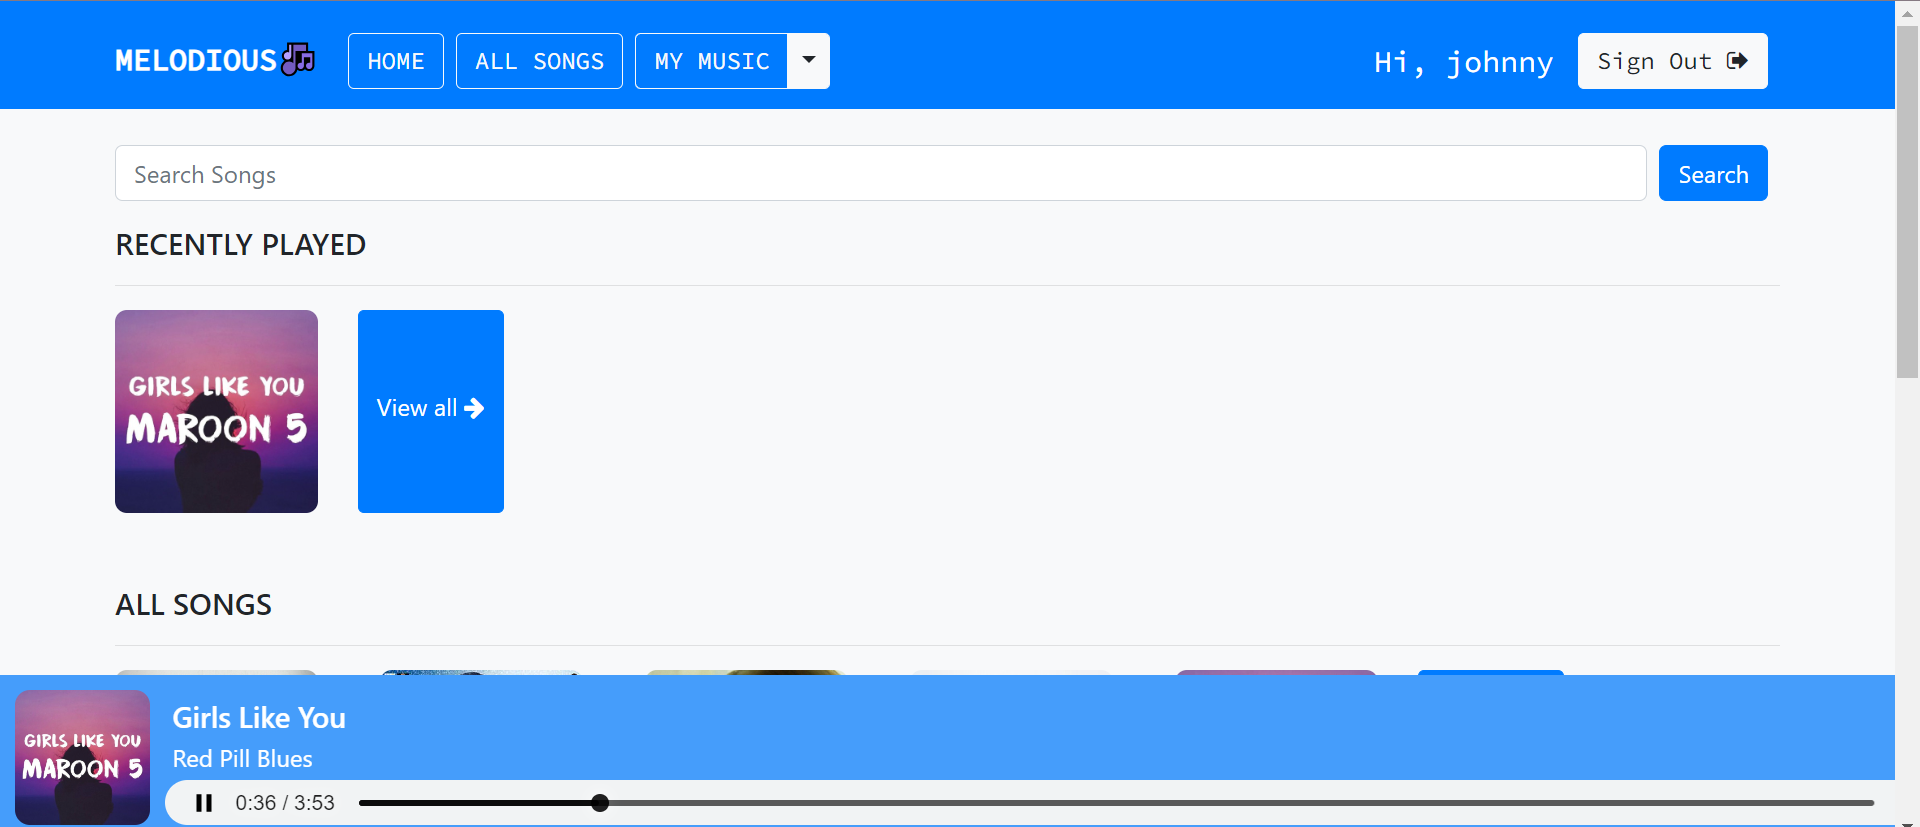 MELODIOUS
HOME
ALL SONGS
MY MUSIC
Hi, johnny
Sign Out
Search Songs
Search
RECENTLY PLAYED
GIRLS LIKE YOU
MAROON 5
View all
ALL SONGS
GIRLS LIKE YOU
MAROON 5
Girls Like You
Red Pill Blues
0:36 / 3:53